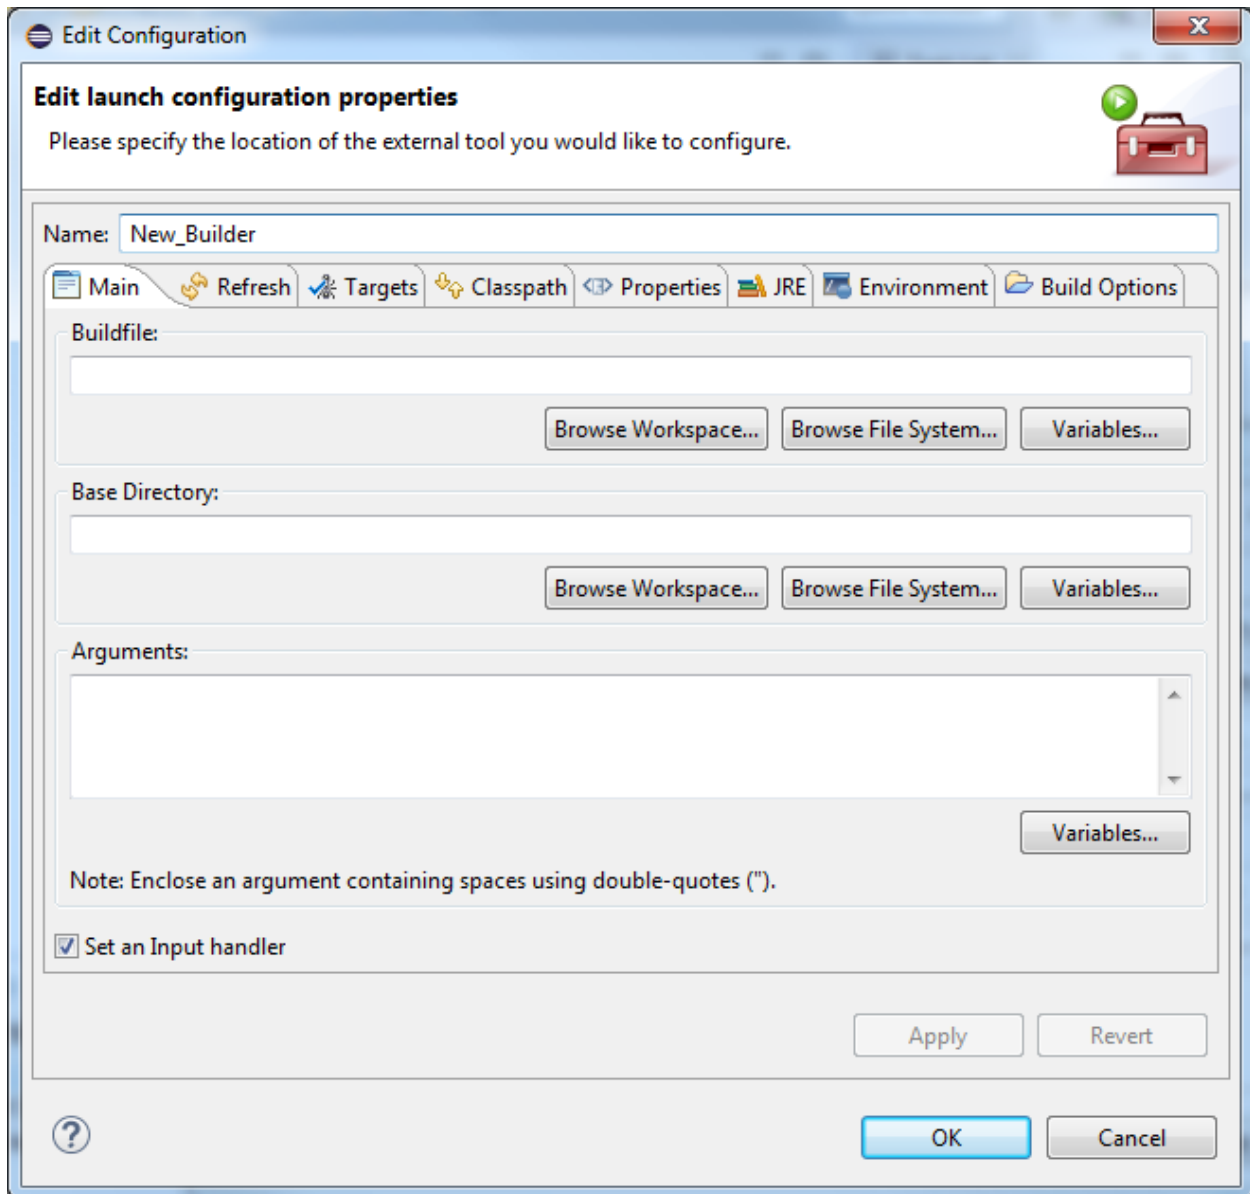 Edit Configuration
Edit launch configuration properties
Please specify the location of the external tool you would like to configure.
Name: New_Builder
Main Refresh Targets Classpath Properties JRE Environment Build Options
Buildfile:
Browse Workspace... Browse File System... Variables...
Base Directory:
Browse Workspace... Browse File System... Variables...
Arguments:
Variables...
Note: Enclose an argument containing spaces using double-quotes (").
Set an Input handler
Apply Revert
? OK Cancel